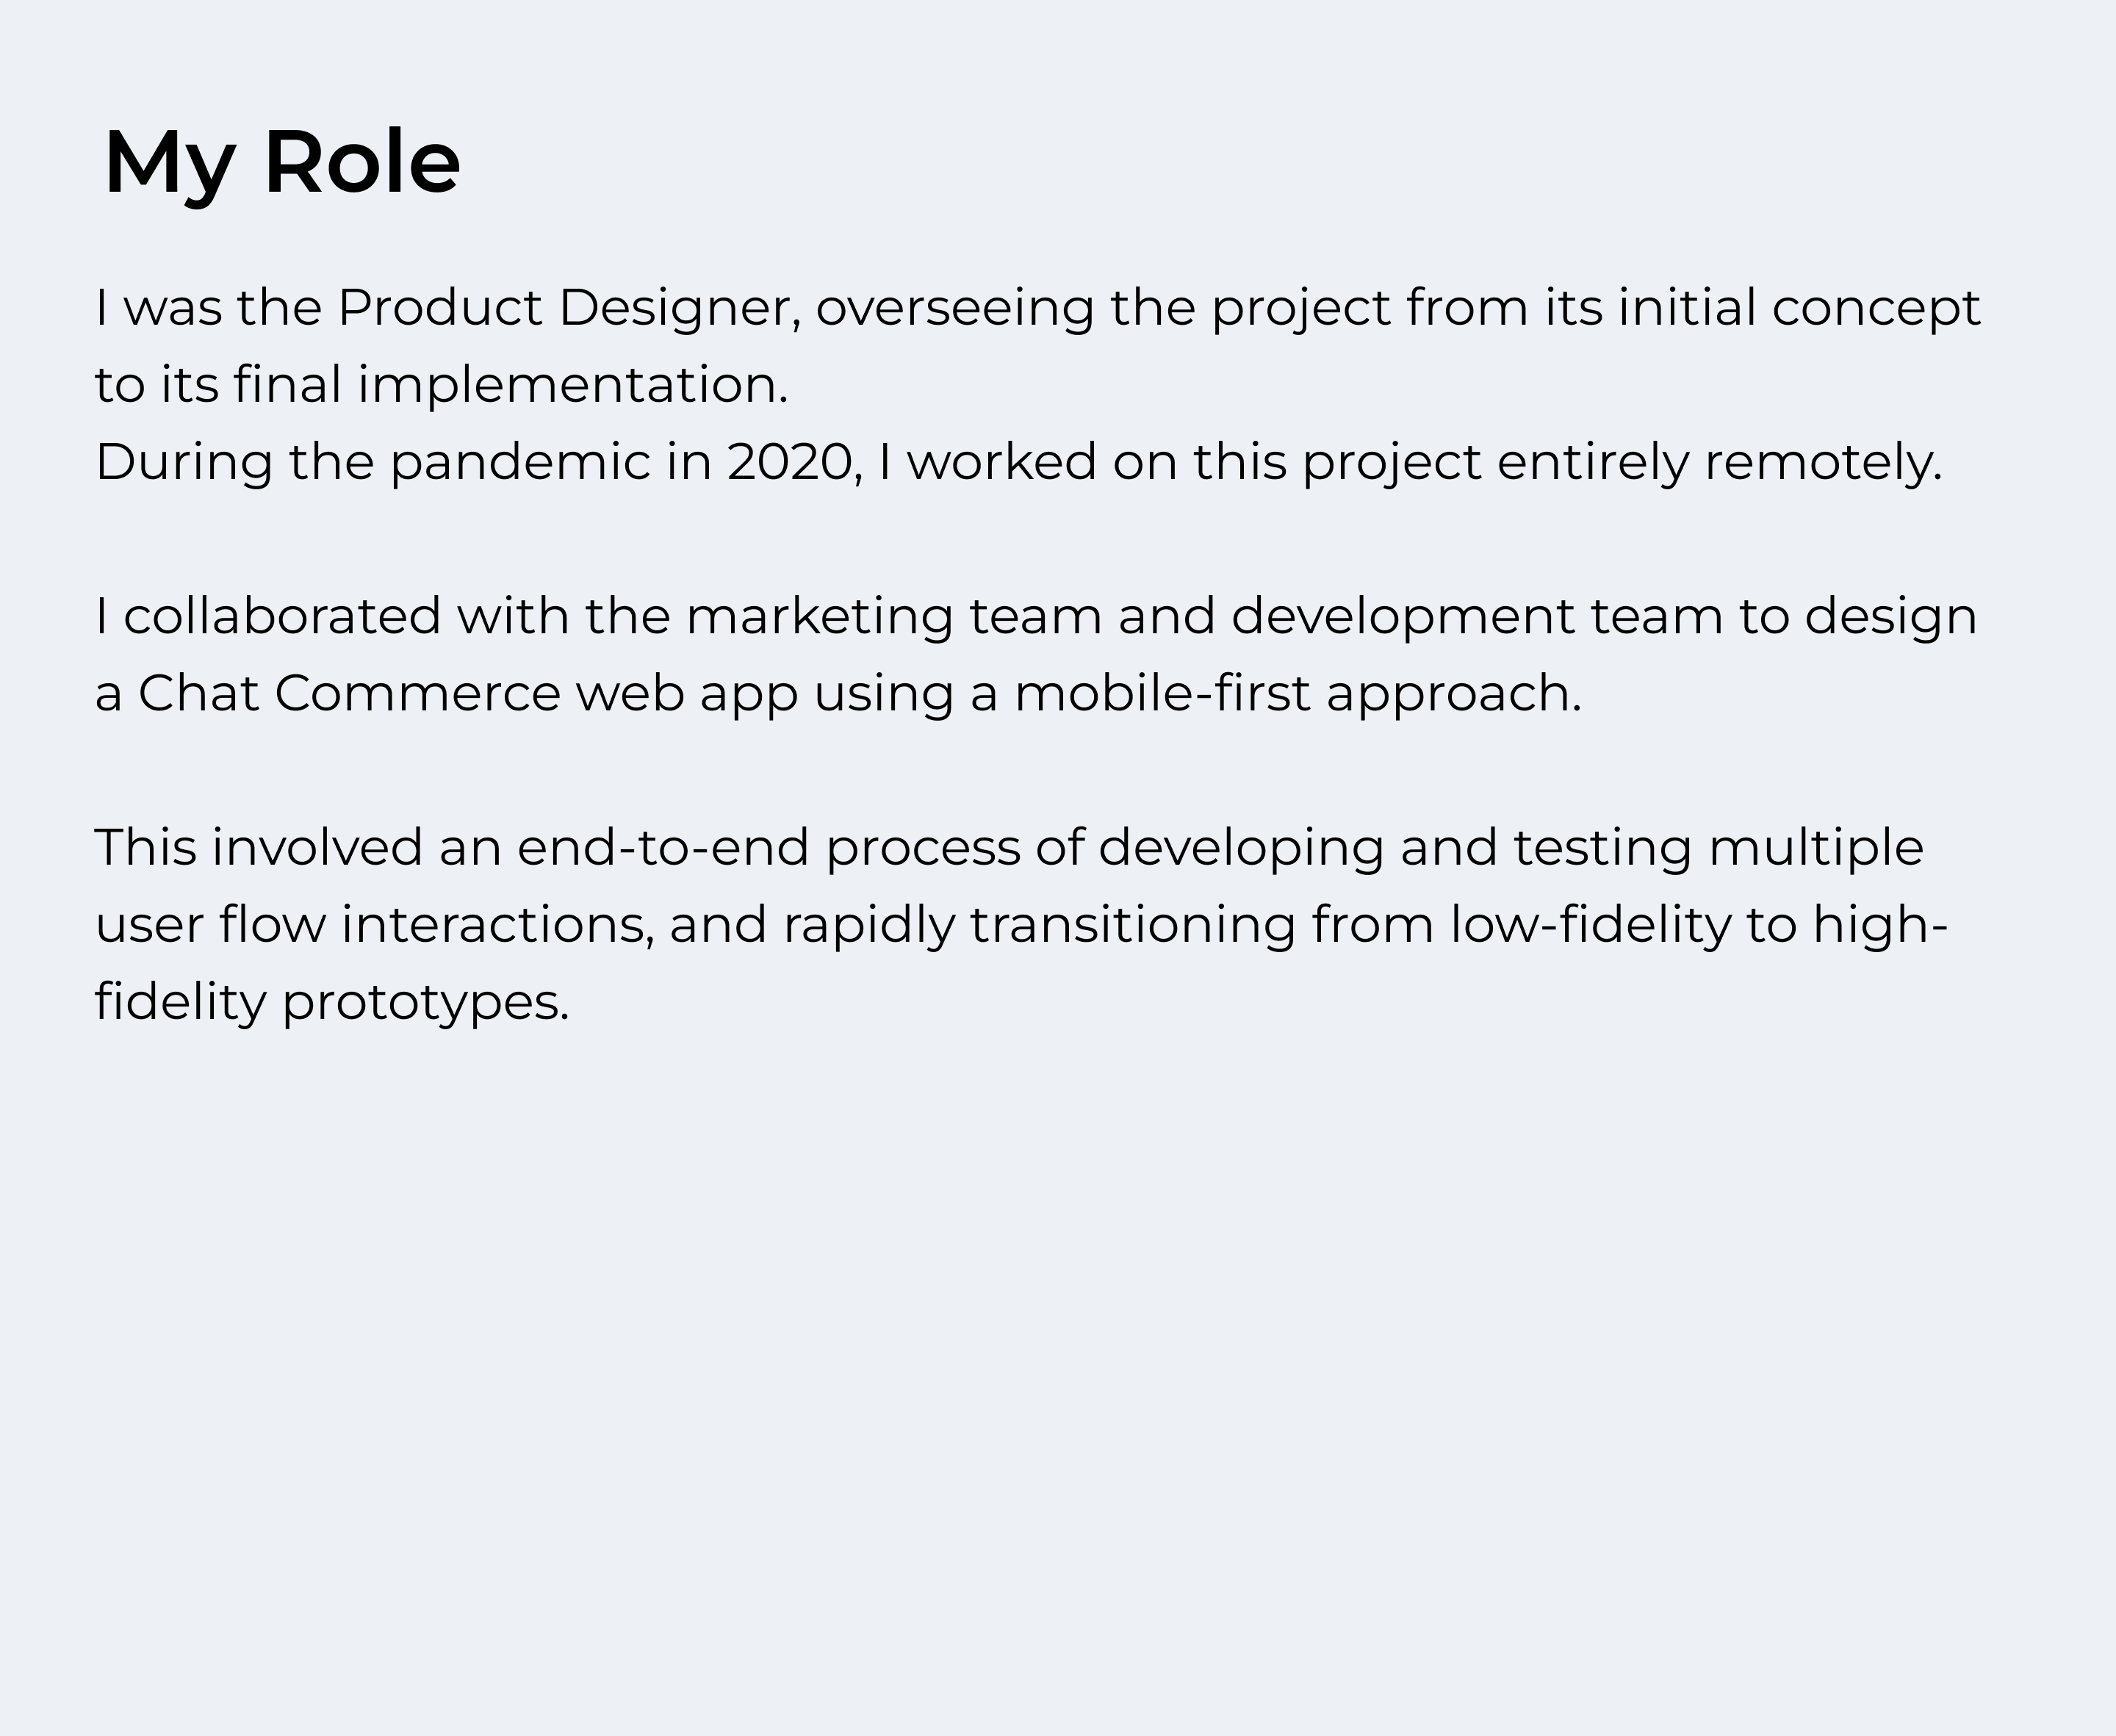 My Role
I was the Product Designer, overseeing the project from its initial concept
to its final implementation.
During the pandemic in 2020, I worked on this project entirely remotely.
I collaborated with the marketing team and development team to design
a Chat Commerce web app using a mobile-first approach.
This involved an end-to-end process of developing and testing multiple
user flow interactions, and rapidly transitioning from low-fidelity to high-
fidelity prototypes.